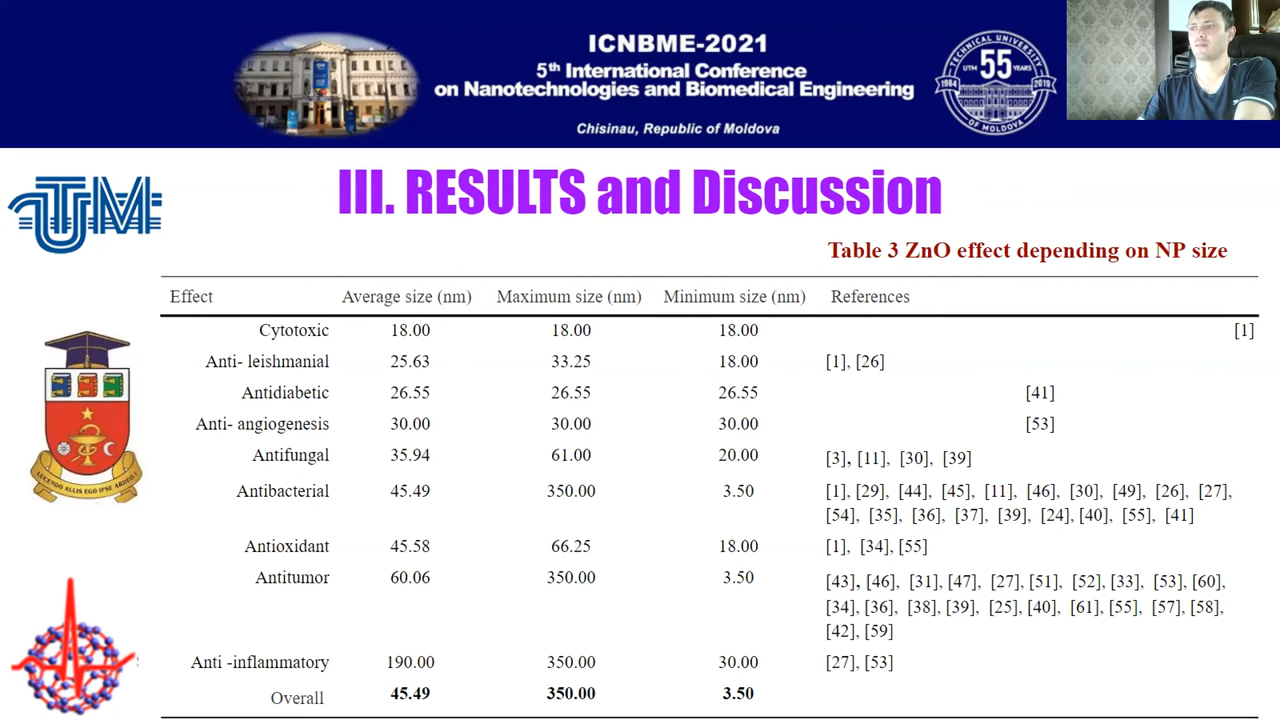 ICNBME-2021
5th International Conference
on Nanotechnologies and Biomedical Engineering
Chisinau, Republic of Moldova
TECHNICAL UNIVERSITY
UTM 55 YEARS
1964 2019
OF MOLDOVA
UTM
III. RESULTS and Discussion
Table 3 ZnO effect depending on NP size
Effect Average size (nm) Maximum size (nm) Minimum size (nm) References
Cytotoxic 18.00 18.00 18.00 [1]
Anti- leishmanial 25.63 33.25 18.00 [1], [26]
Antidiabetic 26.55 26.55 26.55 [41]
Anti- angiogenesis 30.00 30.00 30.00 [53]
Antifungal 35.94 61.00 20.00 [3], [11], [30], [39]
Antibacterial 45.49 350.00 3.50 [1], [29], [44], [45], [11], [46], [30], [49], [26], [27],
[54], [35], [36], [37], [39], [24], [40], [55], [41]
Antioxidant 45.58 66.25 18.00 [1], [34], [55]
Antitumor 60.06 350.00 3.50 [43], [46], [31], [47], [27], [51], [52], [33], [53], [60],
[34], [36], [38], [39], [25], [40], [61], [55], [57], [58],
[42], [59]
Anti -inflammatory 190.00 350.00 30.00 [27], [53]
Overall 45.49 350.00 3.50
LUCENDO ALIIS EGO IPSE ARDEO